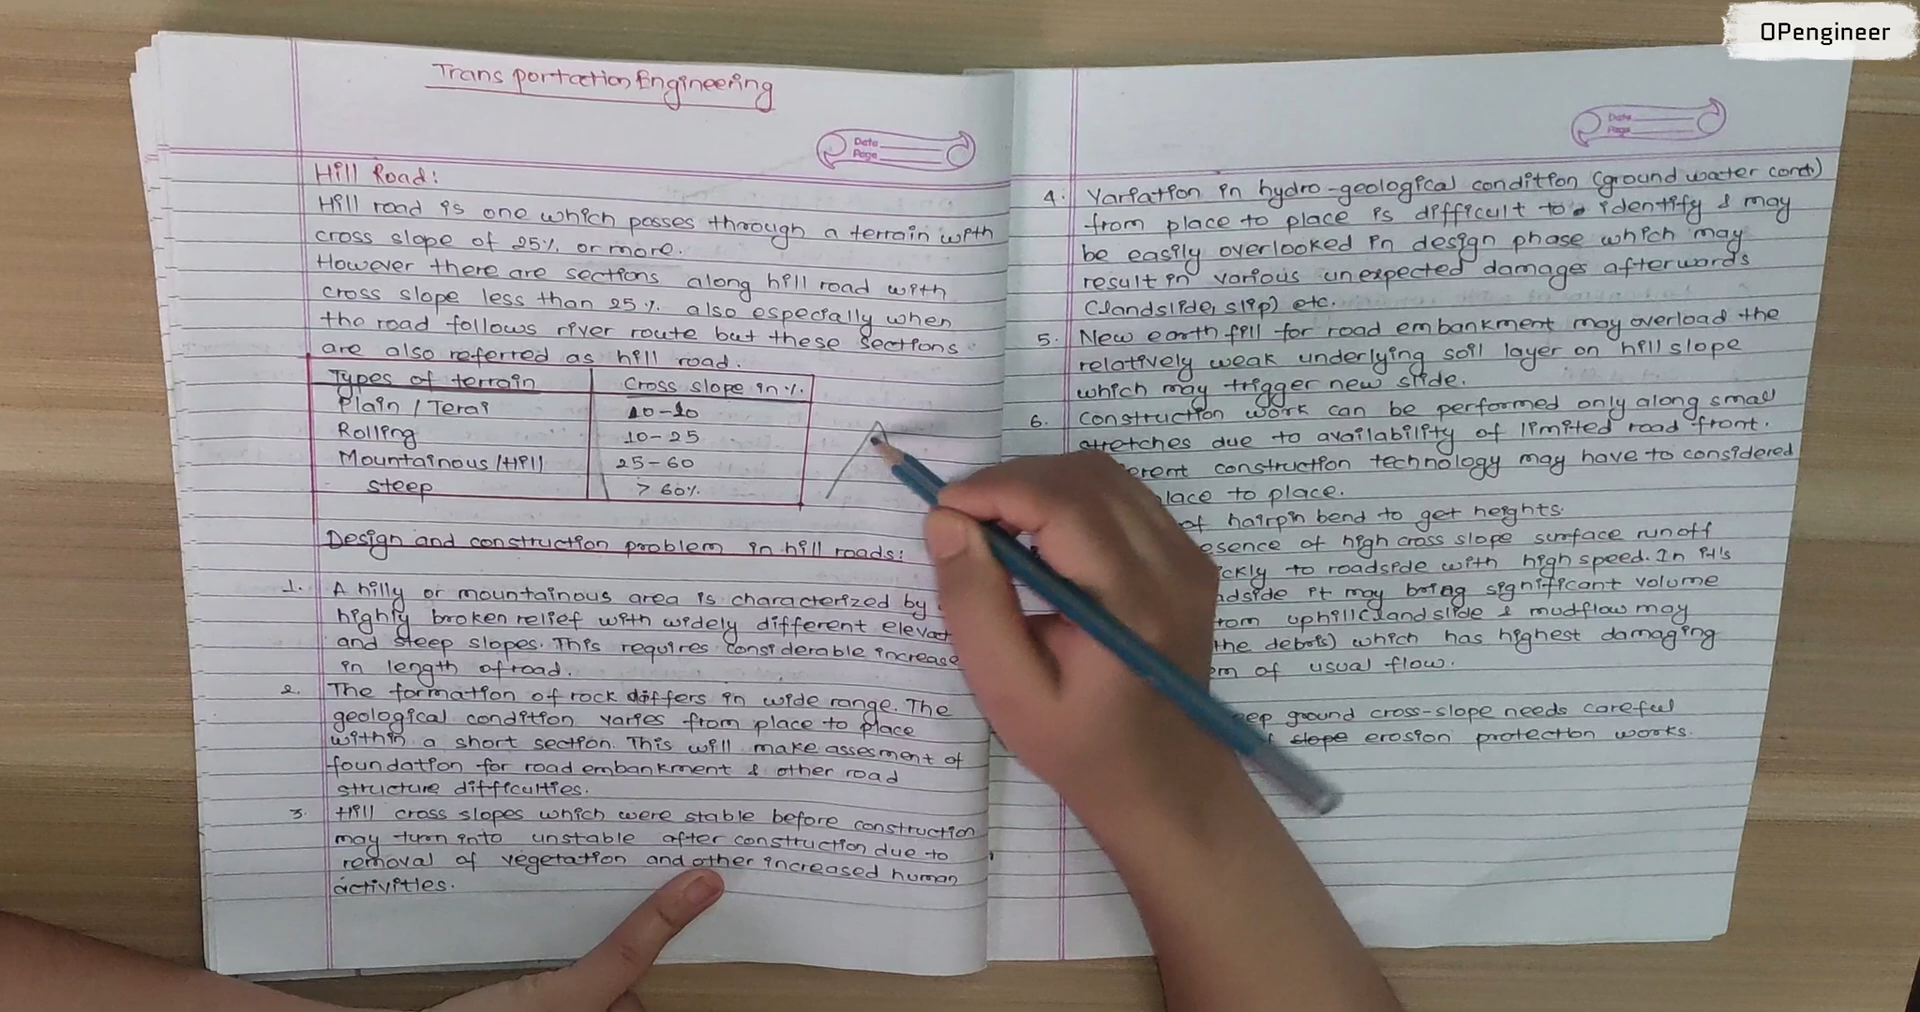 OPengineer
Transportation Engineering
Date
Page
Hill Road:
Hill road is one which passes through a terrain with
cross slope of 25% or more.
However there are sections along hill road with
cross slope less than 25% also especially when
the road follows river route but these sections
are also referred as hill road.
Types of terrain Cross slope in %.
Plain / Terai
Rolling 10-25
Mountainous / Hill 25-60
steep > 60%
Design and construction problem in hill roads:
1. A hilly or mountainous area is characterized by
highly broken relief with widely different elevat
and steep slopes. This requires considerable increase
in length of road.
2. The formation of rock differs in wide range. The
geological condition varies from place to place
within a short section. This will make assesment of
foundation for road embankment & other road
structure difficulties.
3. Hill cross slopes which were stable before construction
may turn into unstable after construction due to
removal of vegetation and other increased human
activities.
Date
Page
4. Variation in hydro-geological condition (ground water cond.)
from place to place is difficult to identify & may
be easily overlooked in design phase which may
result in various unexpected damages afterwards
(landslide, slip) etc.
5. New earth fill for road embankment may overload the
relatively weak underlying soil layer on hill slope
which may trigger new slide.
6. Construction work can be performed only along small
stretches due to availability of limited road front.
erent construction technology may have to considered
lace to place.
of hairpin bend to get heights.
esence of high cross slope surface runoff
ckly to roadside with high speed. In it's
adside it may bring significant volume
rom uphill (landslide & mudflow may
the debris) which has highest damaging
om of usual flow.
eep ground cross-slope needs careful
slope erosion protection works.